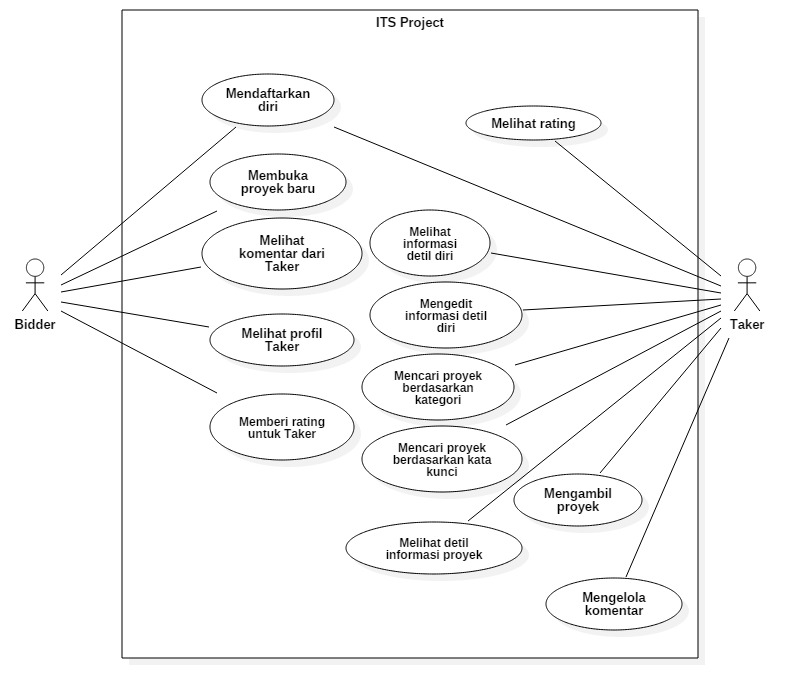 ITS Project
Mendaftarkan
diri
Melihat rating
Membuka
proyek baru
Melihat
komentar dari
Taker
Melihat
informasi
detil diri
Bidder
Taker
Mengedit
informasi detil
diri
Melihat profil
Taker
Mencari proyek
berdasarkan
kategori
Memberi rating
untuk Taker
Mencari proyek
berdasarkan kata
kunci
Mengambil
proyek
Melihat detil
informasi proyek
Mengelola
komentar